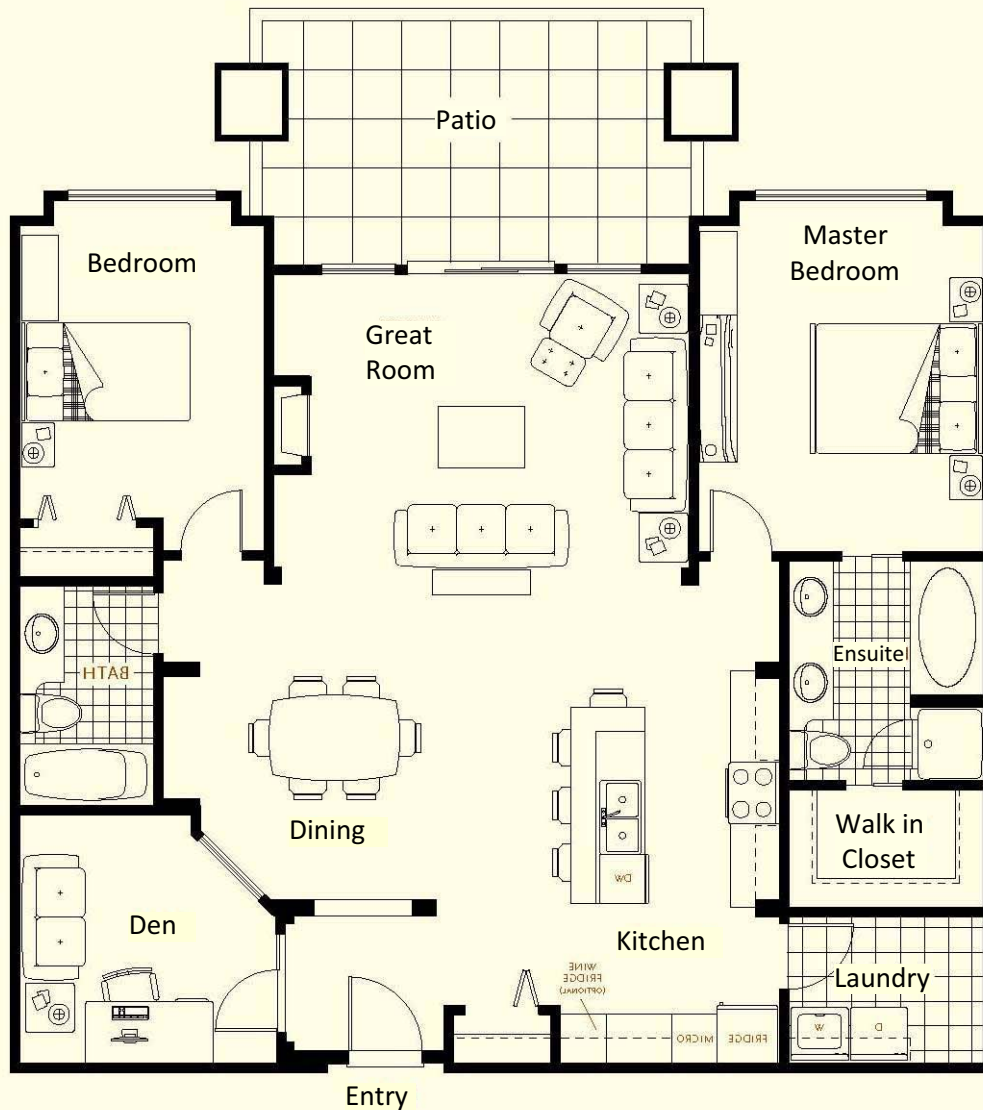 Patio
Bedroom
Master
Bedroom
Great
Room
BATH
Ensuite
Dining
DW
Walk in
Closet
Den
Kitchen
WINE
FRIDGE
(OPTIONAL)
MICRO
FRIDGE
Laundry
W
D
Entry